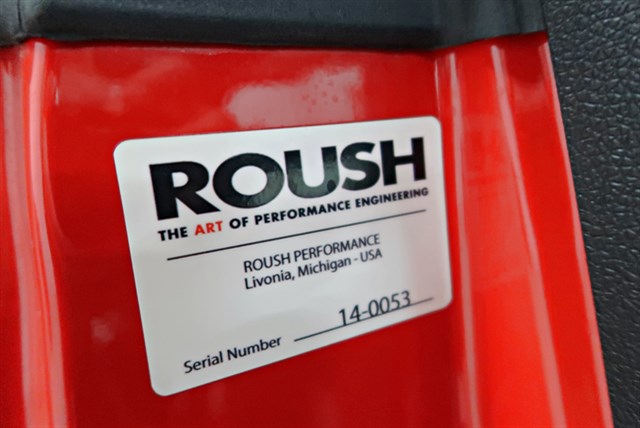 ROUSH
THE ART OF PERFORMANCE ENGINEERING
ROUSH PERFORMANCE
Livonia, Michigan - USA
Serial Number 14-0053